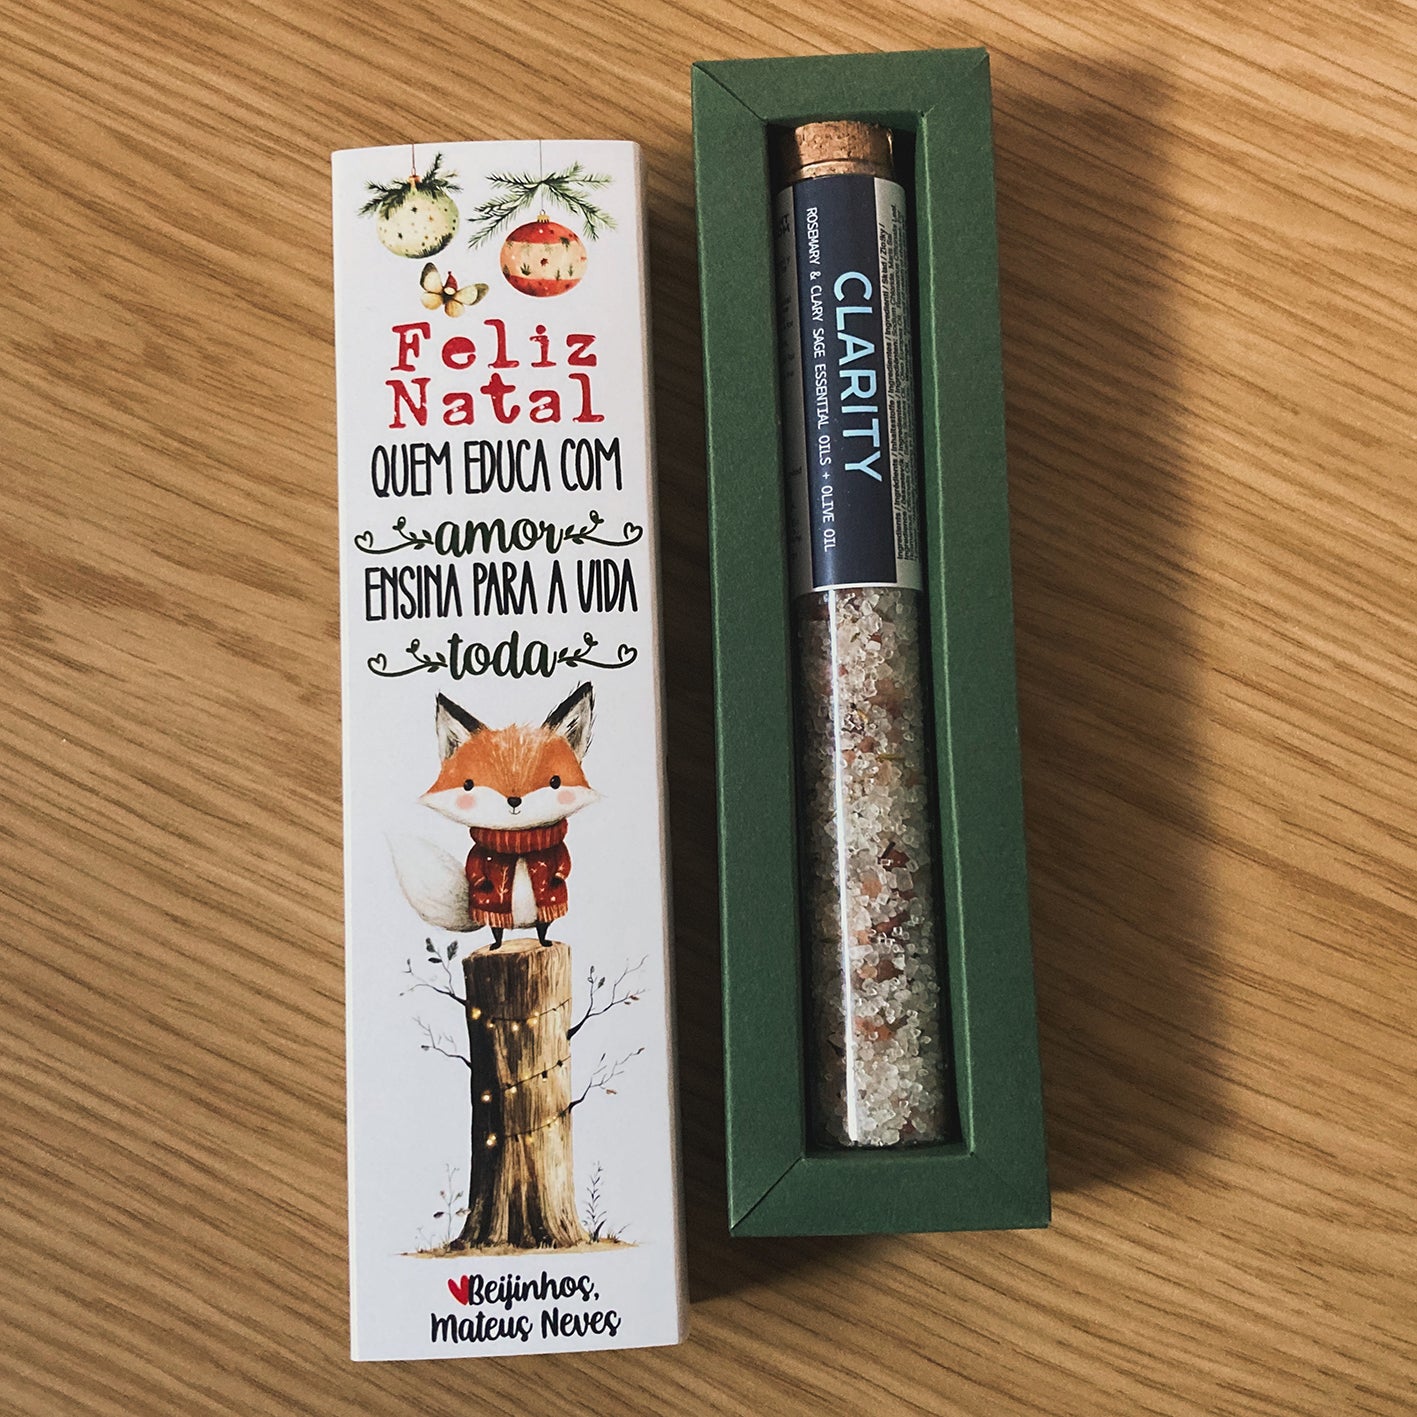 Feliz
Natal
QUEM EDUCA COM
amor
ENSINA PARA A VIDA
toda
Beijinhos,
Mateus Neves
CLARITY
ROSEMARY & CLARY SAGE ESSENTIAL OILS + OLIVE OIL